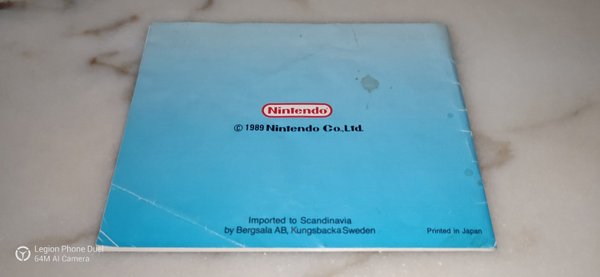 Nintendo
© 1989 Nintendo Co.,Ltd.
Imported to Scandinavia
by Bergsala AB, Kungsbacka Sweden
Printed in Japan
Legion Phone Duel
64M AI Camera